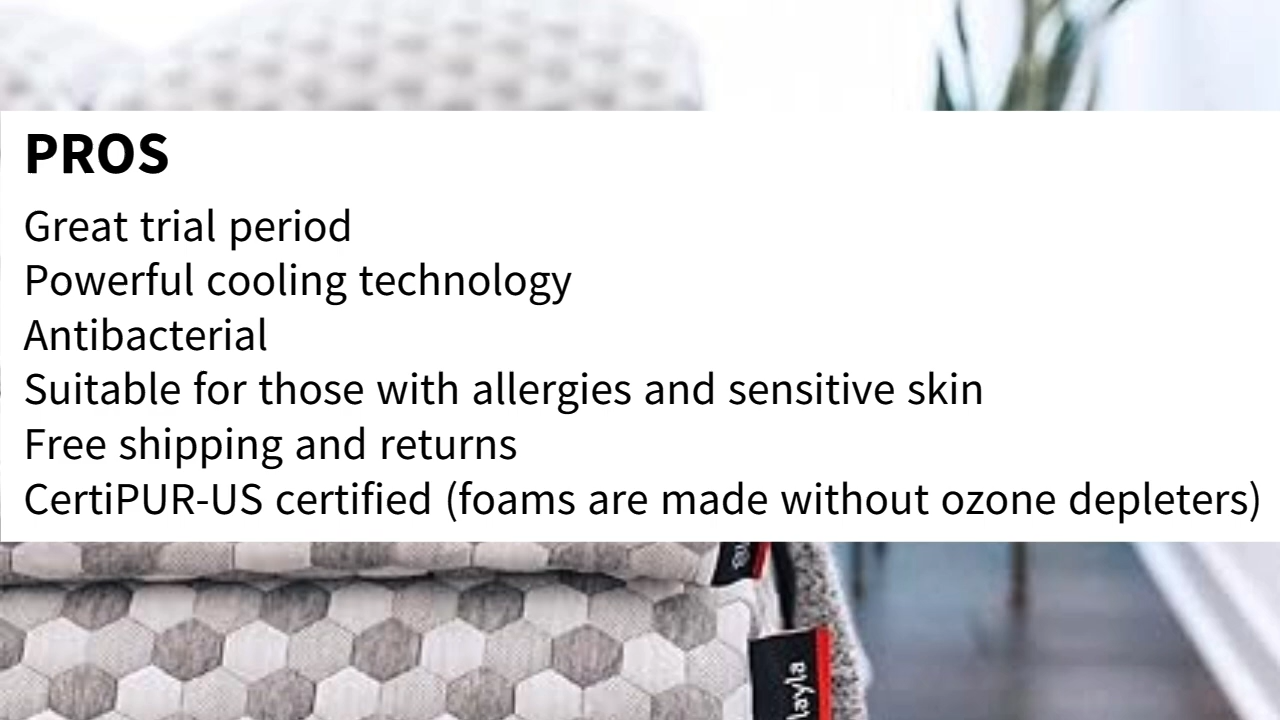 PROS
Great trial period
Powerful cooling technology
Antibacterial
Suitable for those with allergies and sensitive skin
Free shipping and returns
CertiPUR-US certified (foams are made without ozone depleters)
layla